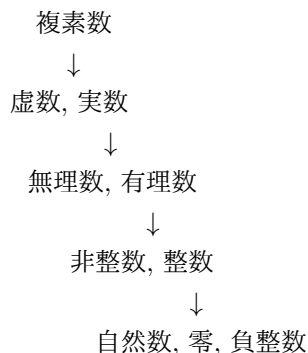 複素数
↓
虚数, 実数
↓
無理数, 有理数
↓
非整数, 整数
↓
自然数, 零, 負整数